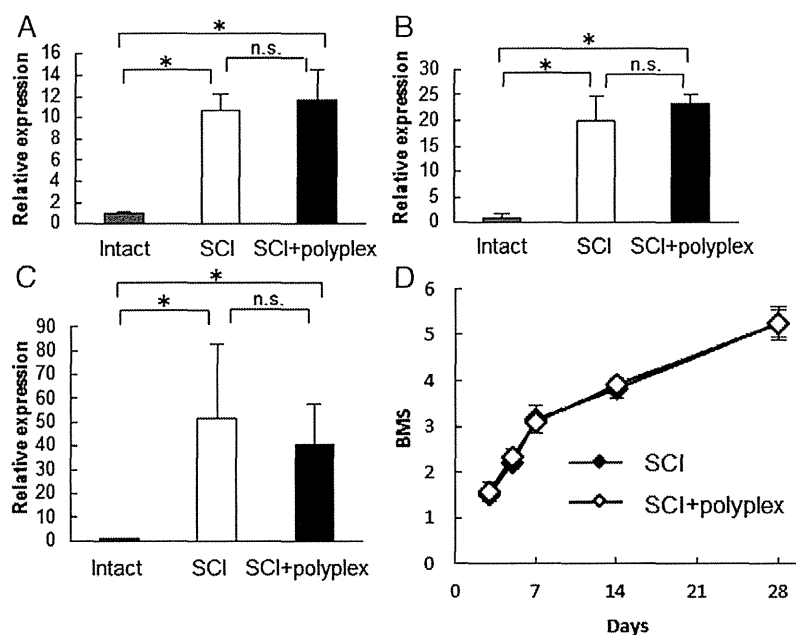 A
*
*
n.s.
Relative expression
16
14
12
10
8
6
4
2
0
Intact
SCI
SCI+polyplex
B
*
*
n.s.
Relative expression
30
25
20
15
10
5
0
Intact
SCI
SCI+polyplex
C
*
*
n.s.
Relative expression
90
80
70
60
50
40
30
20
10
0
Intact
SCI
SCI+polyplex
D
BMS
6
5
4
3
2
1
0
SCI
SCI+polyplex
0 7 14 21 28
Days